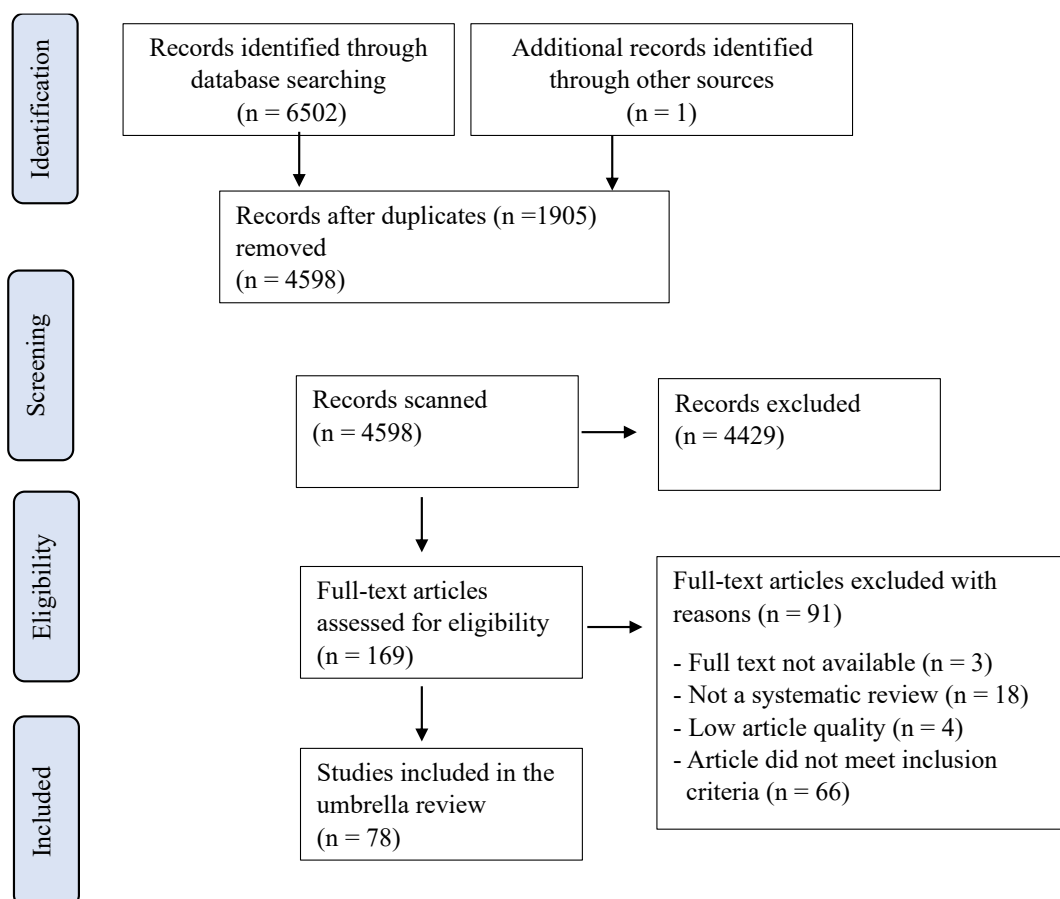 Identification
Records identified through
database searching
(n = 6502)
Additional records identified
through other sources
(n = 1)
Records after duplicates (n =1905)
removed
(n = 4598)
Screening
Records scanned
(n = 4598)
Records excluded
(n = 4429)
Eligibility
Full-text articles
assessed for eligibility
(n = 169)
Full-text articles excluded with
reasons (n = 91)
- Full text not available (n = 3)
- Not a systematic review (n = 18)
- Low article quality (n = 4)
- Article did not meet inclusion
criteria (n = 66)
Included
Studies included in the
umbrella review
(n = 78)